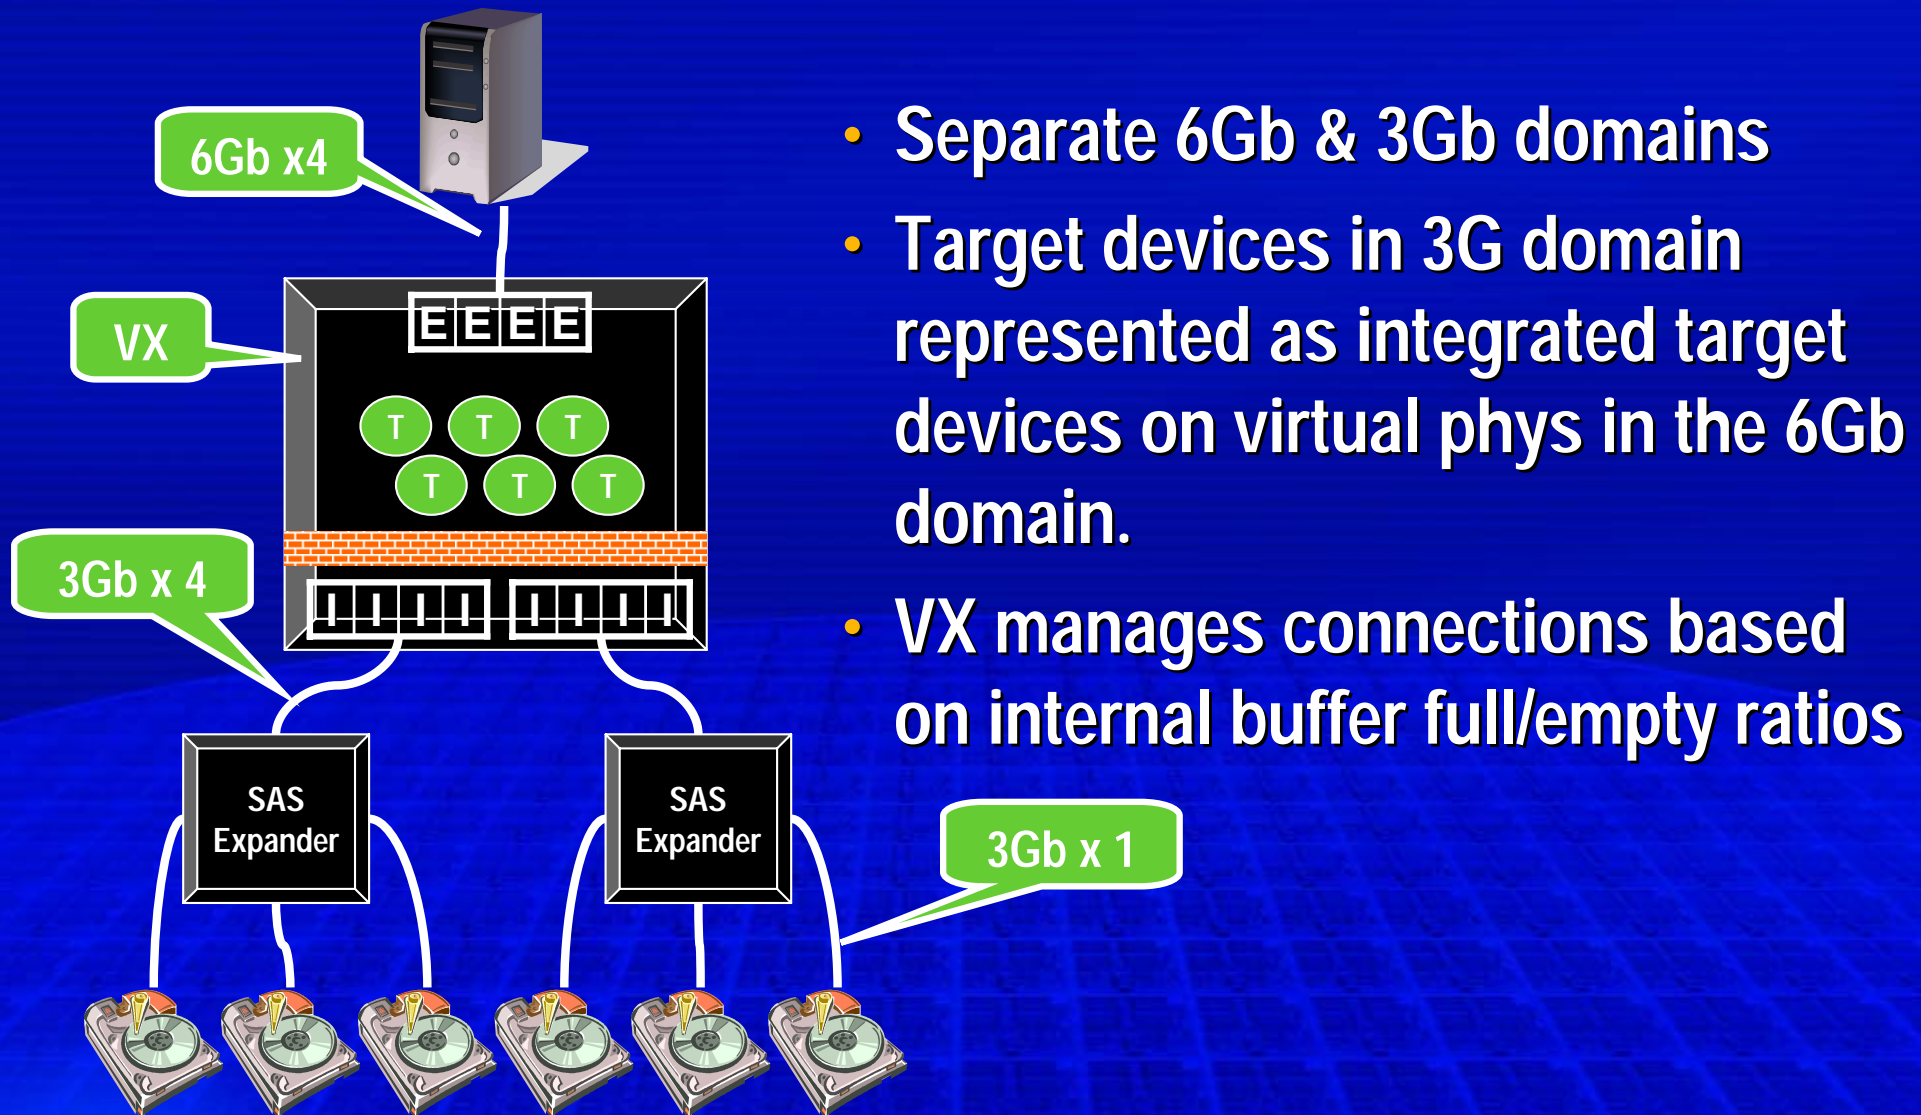 6Gb x4
VX
E E E E
T T T
T T T
3Gb x 4
I I I I I I I I
SAS
Expander
SAS
Expander
3Gb x 1
• Separate 6Gb & 3Gb domains
• Target devices in 3G domain
represented as integrated target
devices on virtual phys in the 6Gb
domain.
• VX manages connections based
on internal buffer full/empty ratios